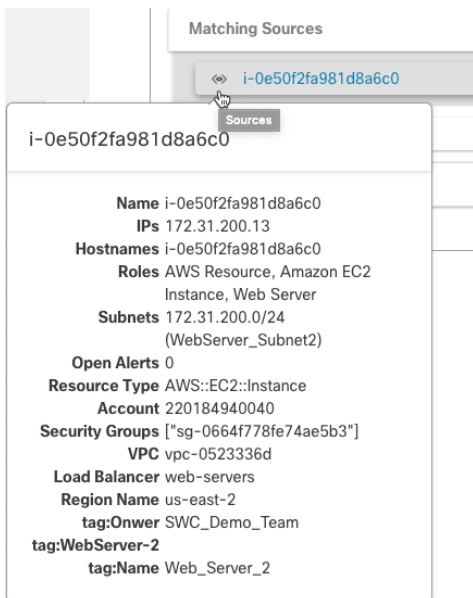 Matching Sources
i-0e50f2fa981d8a6c0
Sources
i-0e50f2fa981d8a6c0
Name i-0e50f2fa981d8a6c0
IPs 172.31.200.13
Hostnames i-0e50f2fa981d8a6c0
Roles AWS Resource, Amazon EC2
Instance, Web Server
Subnets 172.31.200.0/24
(WebServer_Subnet2)
Open Alerts 0
Resource Type AWS::EC2::Instance
Account 220184940040
Security Groups ["sg-0664f778fe74ae5b3"]
VPC vpc-0523336d
Load Balancer web-servers
Region Name us-east-2
tag:Onwer SWC_Demo_Team
tag:WebServer-2
tag:Name Web_Server_2